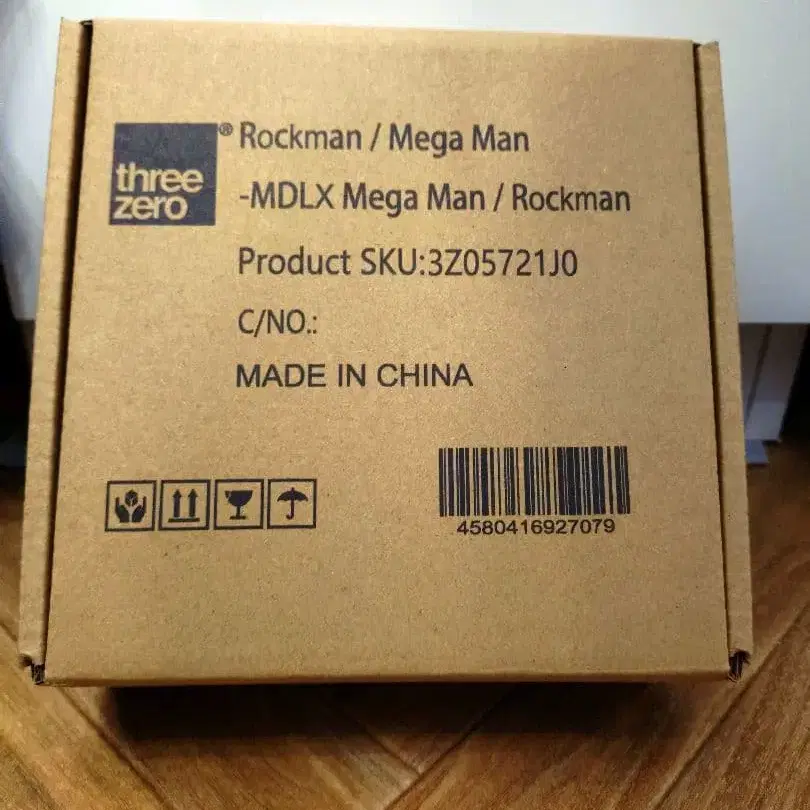 three
zero®
Rockman / Mega Man
-MDLX Mega Man / Rockman
Product SKU:3Z05721J0
C/NO.:
MADE IN CHINA
4580416927079